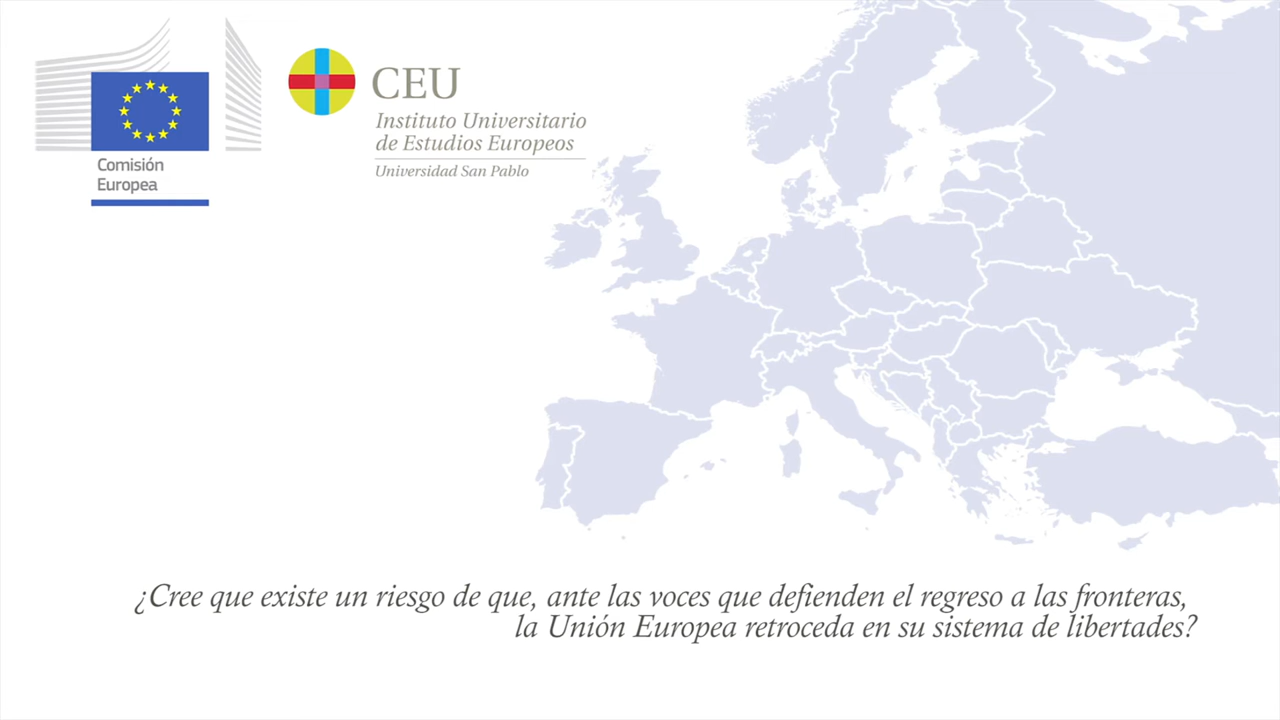 Comisión
Europea
CEU
Instituto Universitario
de Estudios Europeos
Universidad San Pablo
¿Cree que existe un riesgo de que, ante las voces que defienden el regreso a las fronteras,
la Unión Europea retroceda en su sistema de libertades?